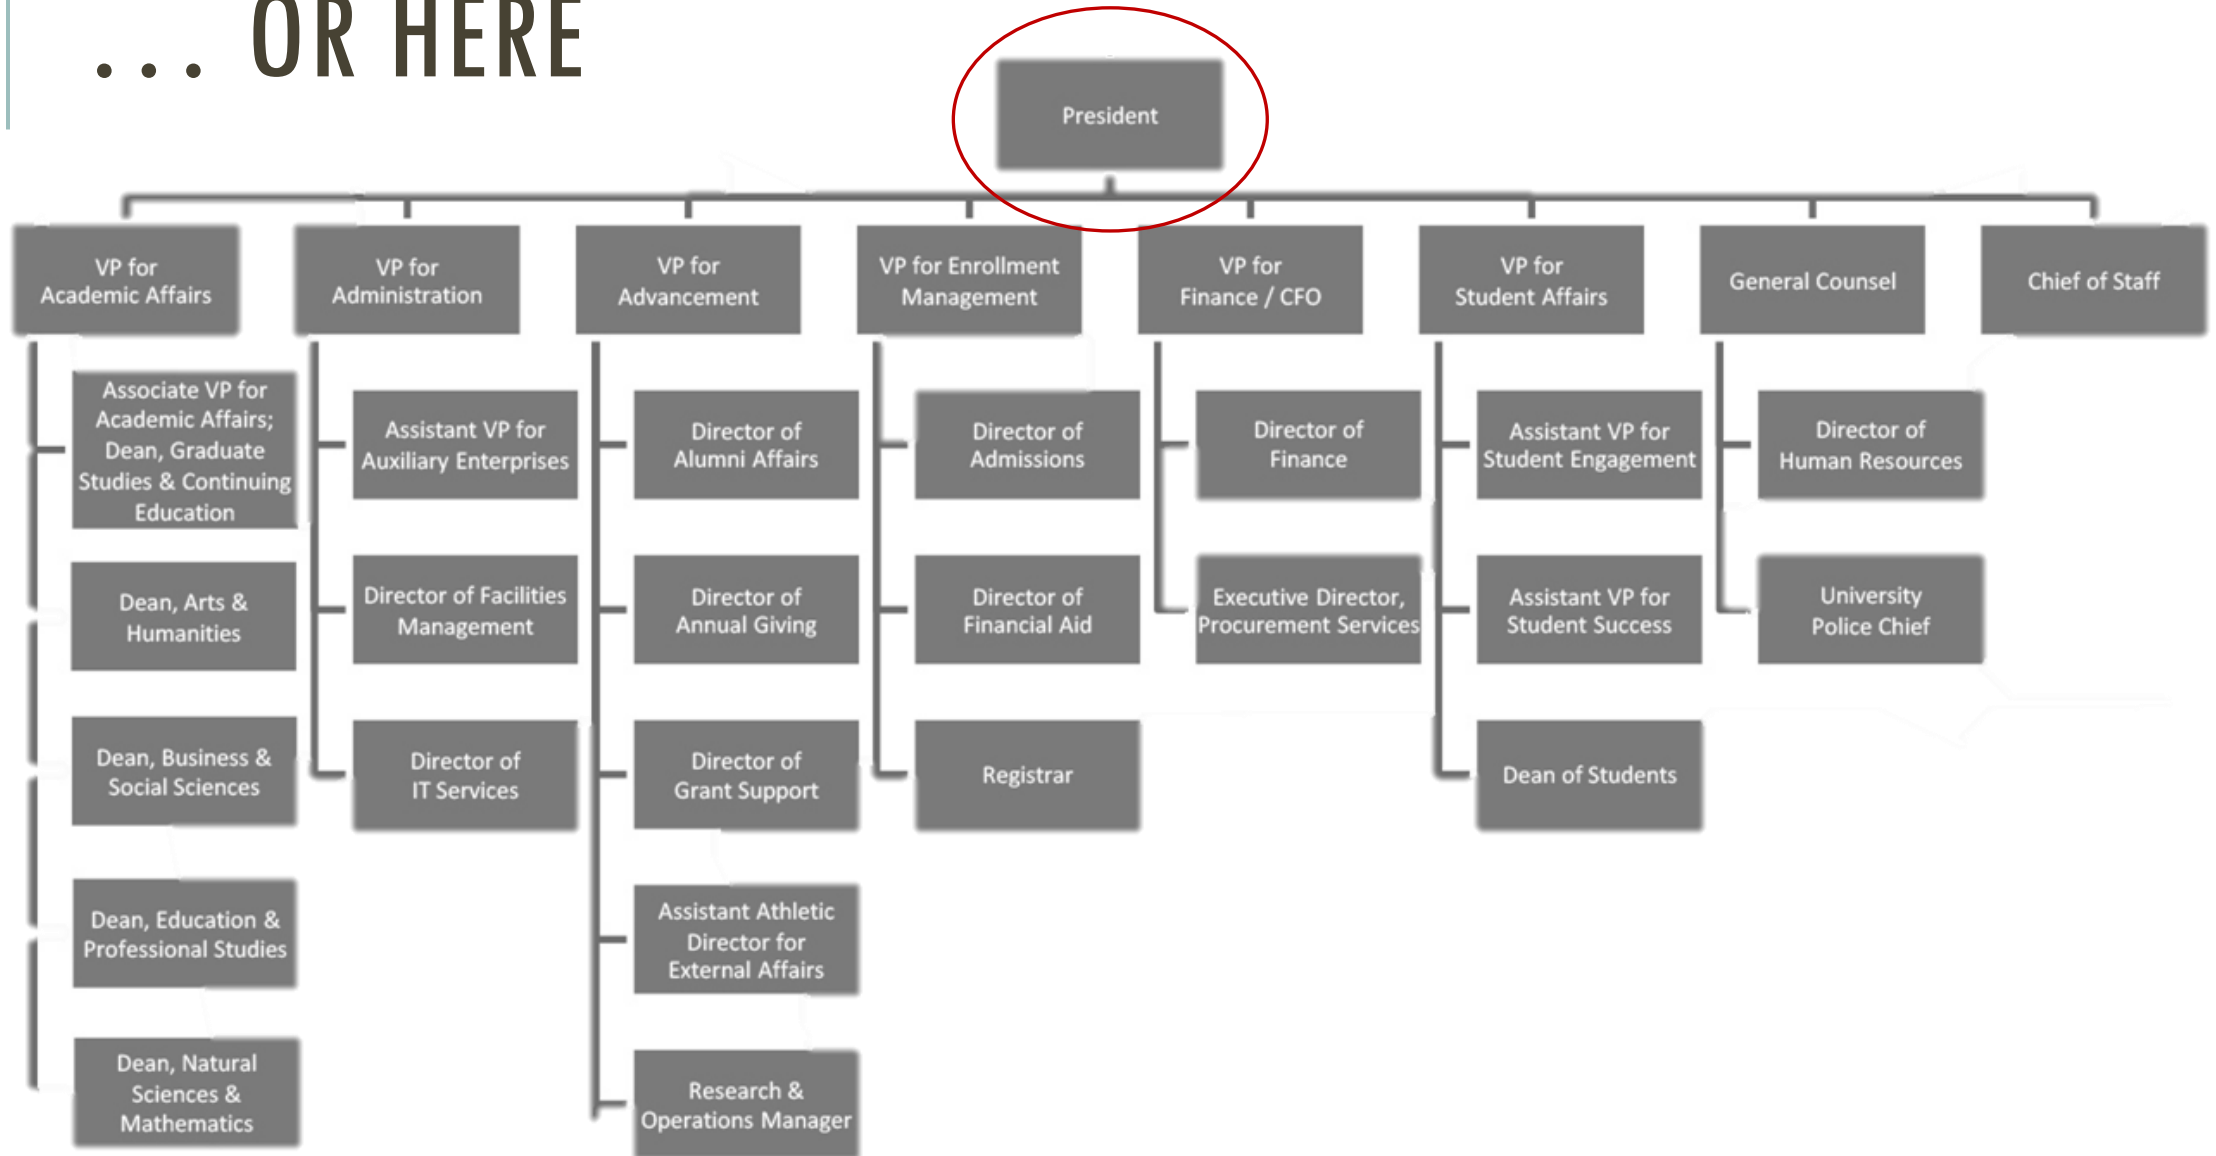 ... OR HERE
President
VP for
Academic Affairs
VP for
Administration
VP for
Advancement
VP for Enrollment
Management
VP for
Finance / CFO
VP for
Student Affairs
General Counsel
Chief of Staff
Associate VP for
Academic Affairs;
Dean, Graduate
Studies & Continuing
Education
Dean, Arts &
Humanities
Dean, Business &
Social Sciences
Dean, Education &
Professional Studies
Dean, Natural
Sciences &
Mathematics
Assistant VP for
Auxiliary Enterprises
Director of Facilities
Management
Director of
IT Services
Director of
Alumni Affairs
Director of
Annual Giving
Director of
Grant Support
Assistant Athletic
Director for
External Affairs
Research &
Operations Manager
Director of
Admissions
Director of
Financial Aid
Registrar
Director of
Finance
Executive Director,
Procurement Services
Assistant VP for
Student Engagement
Assistant VP for
Student Success
Dean of Students
Director of
Human Resources
University
Police Chief